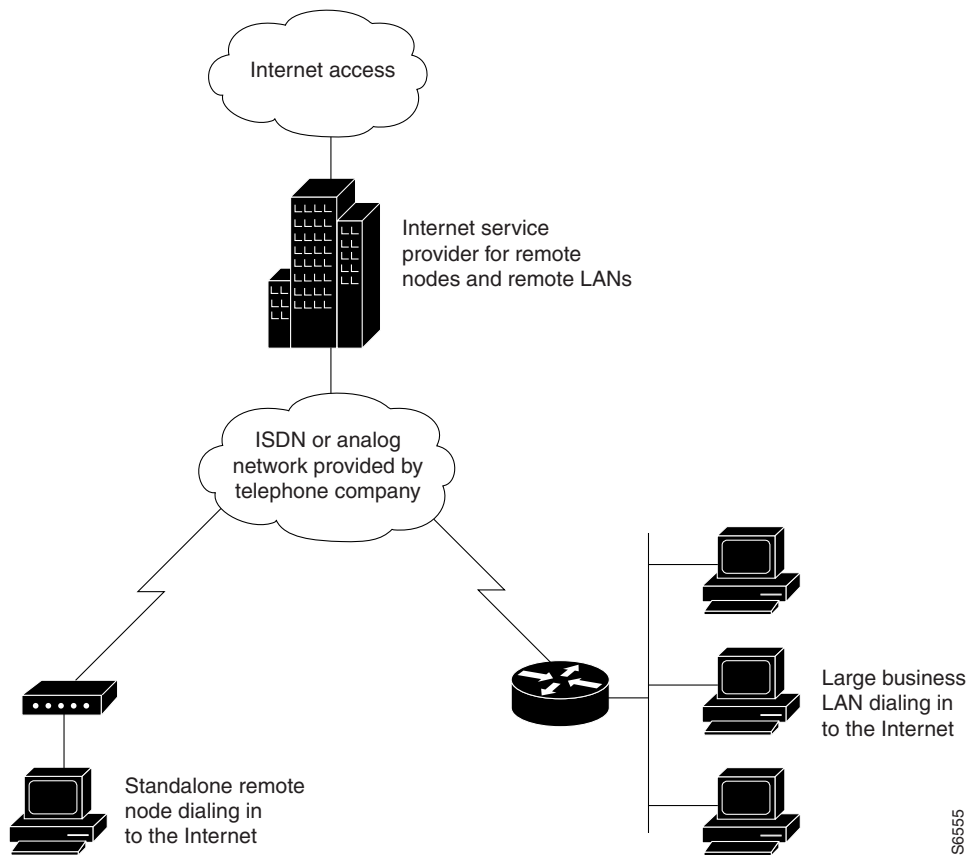 Internet access
Internet service
provider for remote
nodes and remote LANs
ISDN or analog
network provided by
telephone company
Large business
LAN dialing in
to the Internet
Standalone remote
node dialing in
to the Internet
S6555